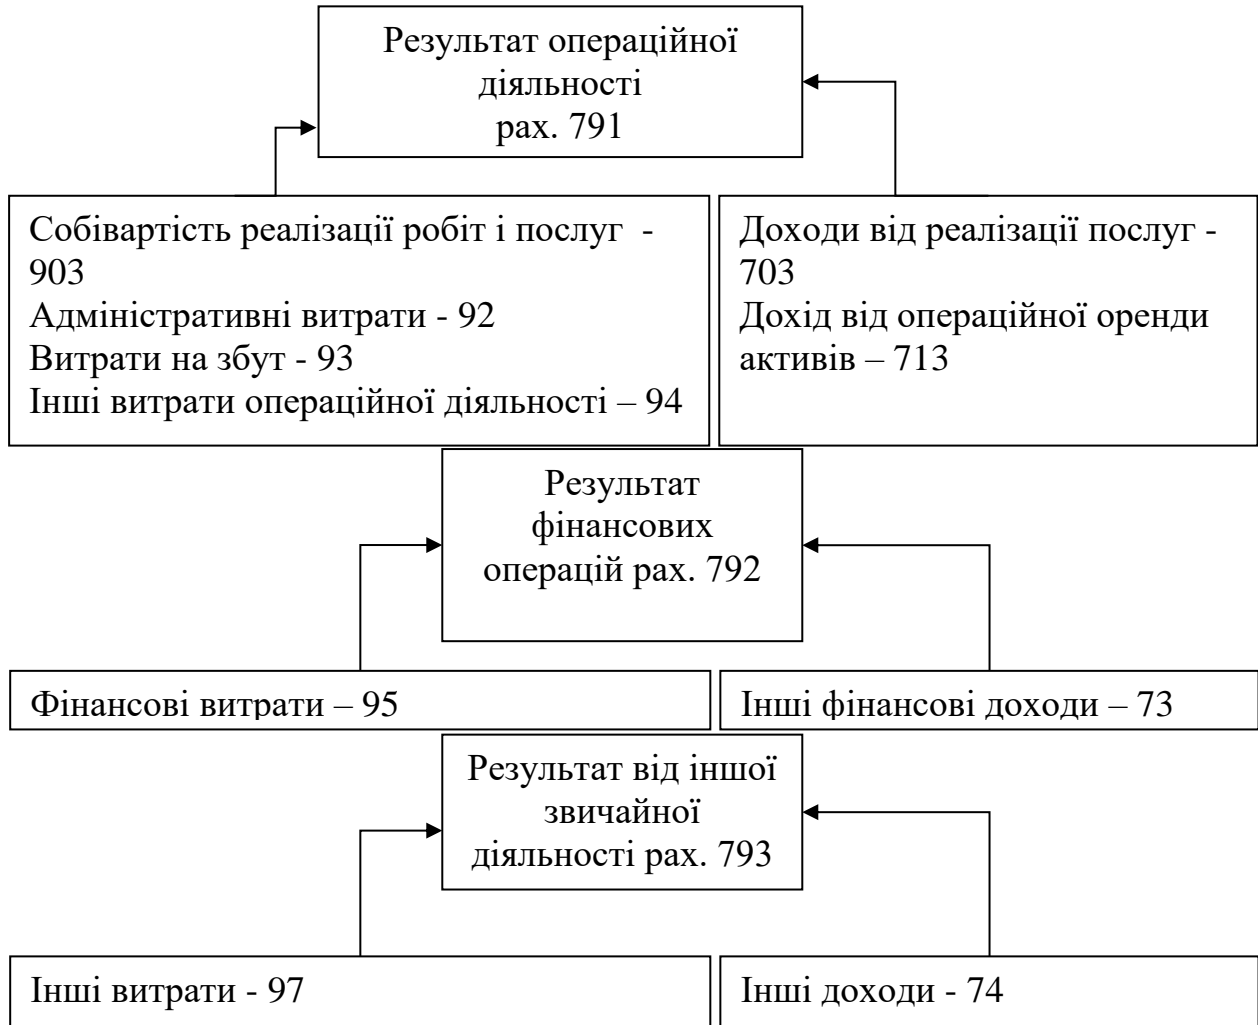 Результат операційної
діяльності
рах. 791
Собівартість реалізації робіт і послуг -
903
Адміністративні витрати - 92
Витрати на збут - 93
Інші витрати операційної діяльності – 94
Доходи від реалізації послуг -
703
Дохід від операційної оренди
активів – 713
Результат
фінансових
операцій рах. 792
Фінансові витрати – 95
Інші фінансові доходи – 73
Результат від іншої
звичайної
діяльності рах. 793
Інші витрати - 97
Інші доходи - 74